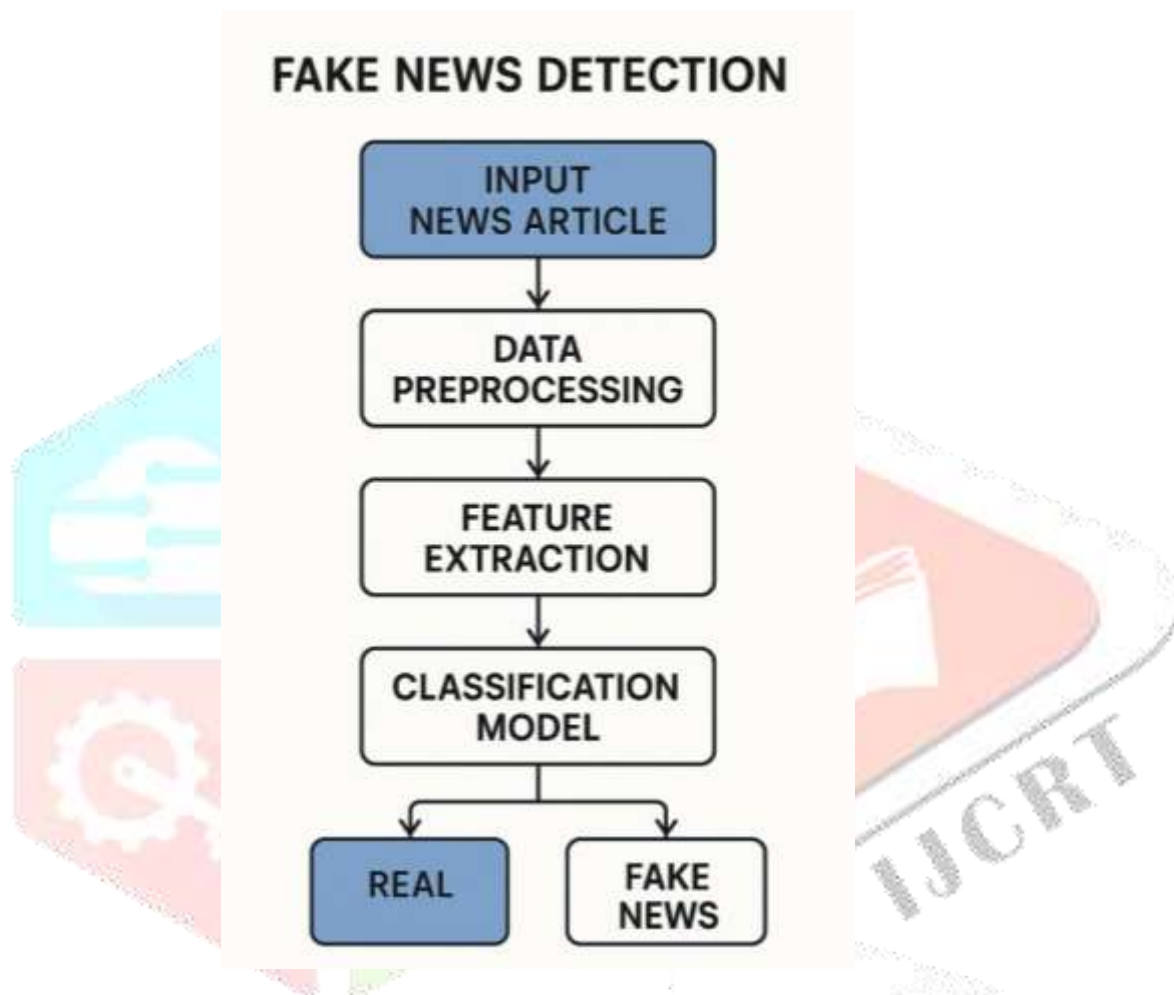 FAKE NEWS DETECTION
INPUT
NEWS ARTICLE
DATA
PREPROCESSING
FEATURE
EXTRACTION
CLASSIFICATION
MODEL
REAL
FAKE
NEWS
IJCRT